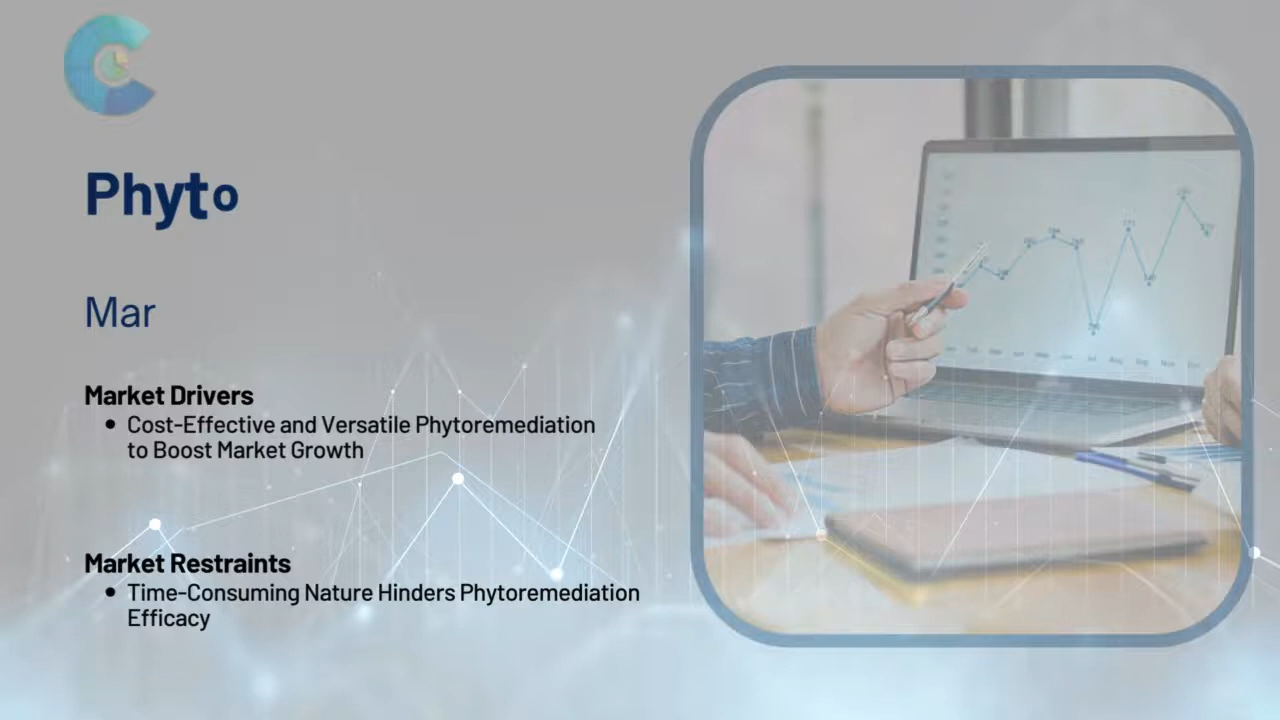 Phyto
Mar
Market Drivers
• Cost-Effective and Versatile Phytoremediation
to Boost Market Growth
Market Restraints
• Time-Consuming Nature Hinders Phytoremediation
Efficacy